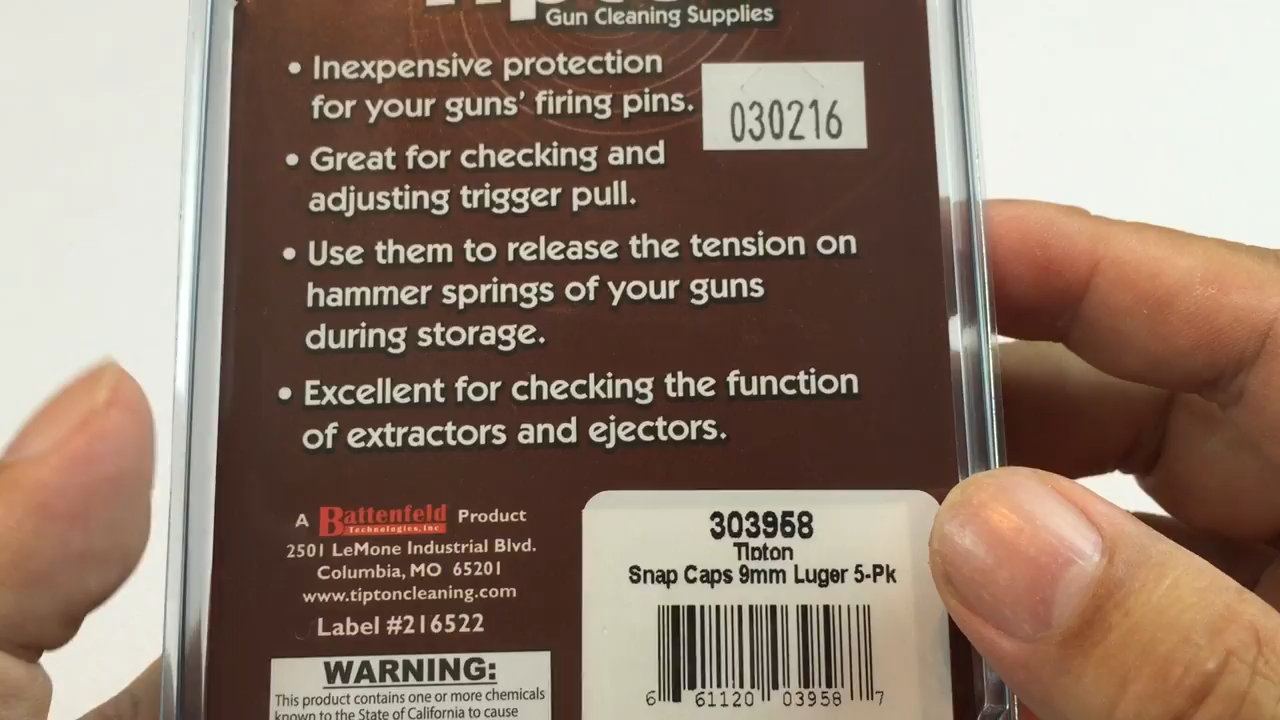 Tipton
Gun Cleaning Supplies
• Inexpensive protection
for your guns' firing pins.
030216
• Great for checking and
adjusting trigger pull.
• Use them to release the tension on
hammer springs of your guns
during storage.
• Excellent for checking the function
of extractors and ejectors.
A Battenfeld Product
Technologies, Inc.
2501 LeMone Industrial Blvd.
Columbia, MO 65201
www.tiptoncleaning.com
Label #216522
WARNING:
This product contains one or more chemicals
known to the State of California to cause
303958
Tipton
Snap Caps 9mm Luger 5-Pk
6 61120 03958 7